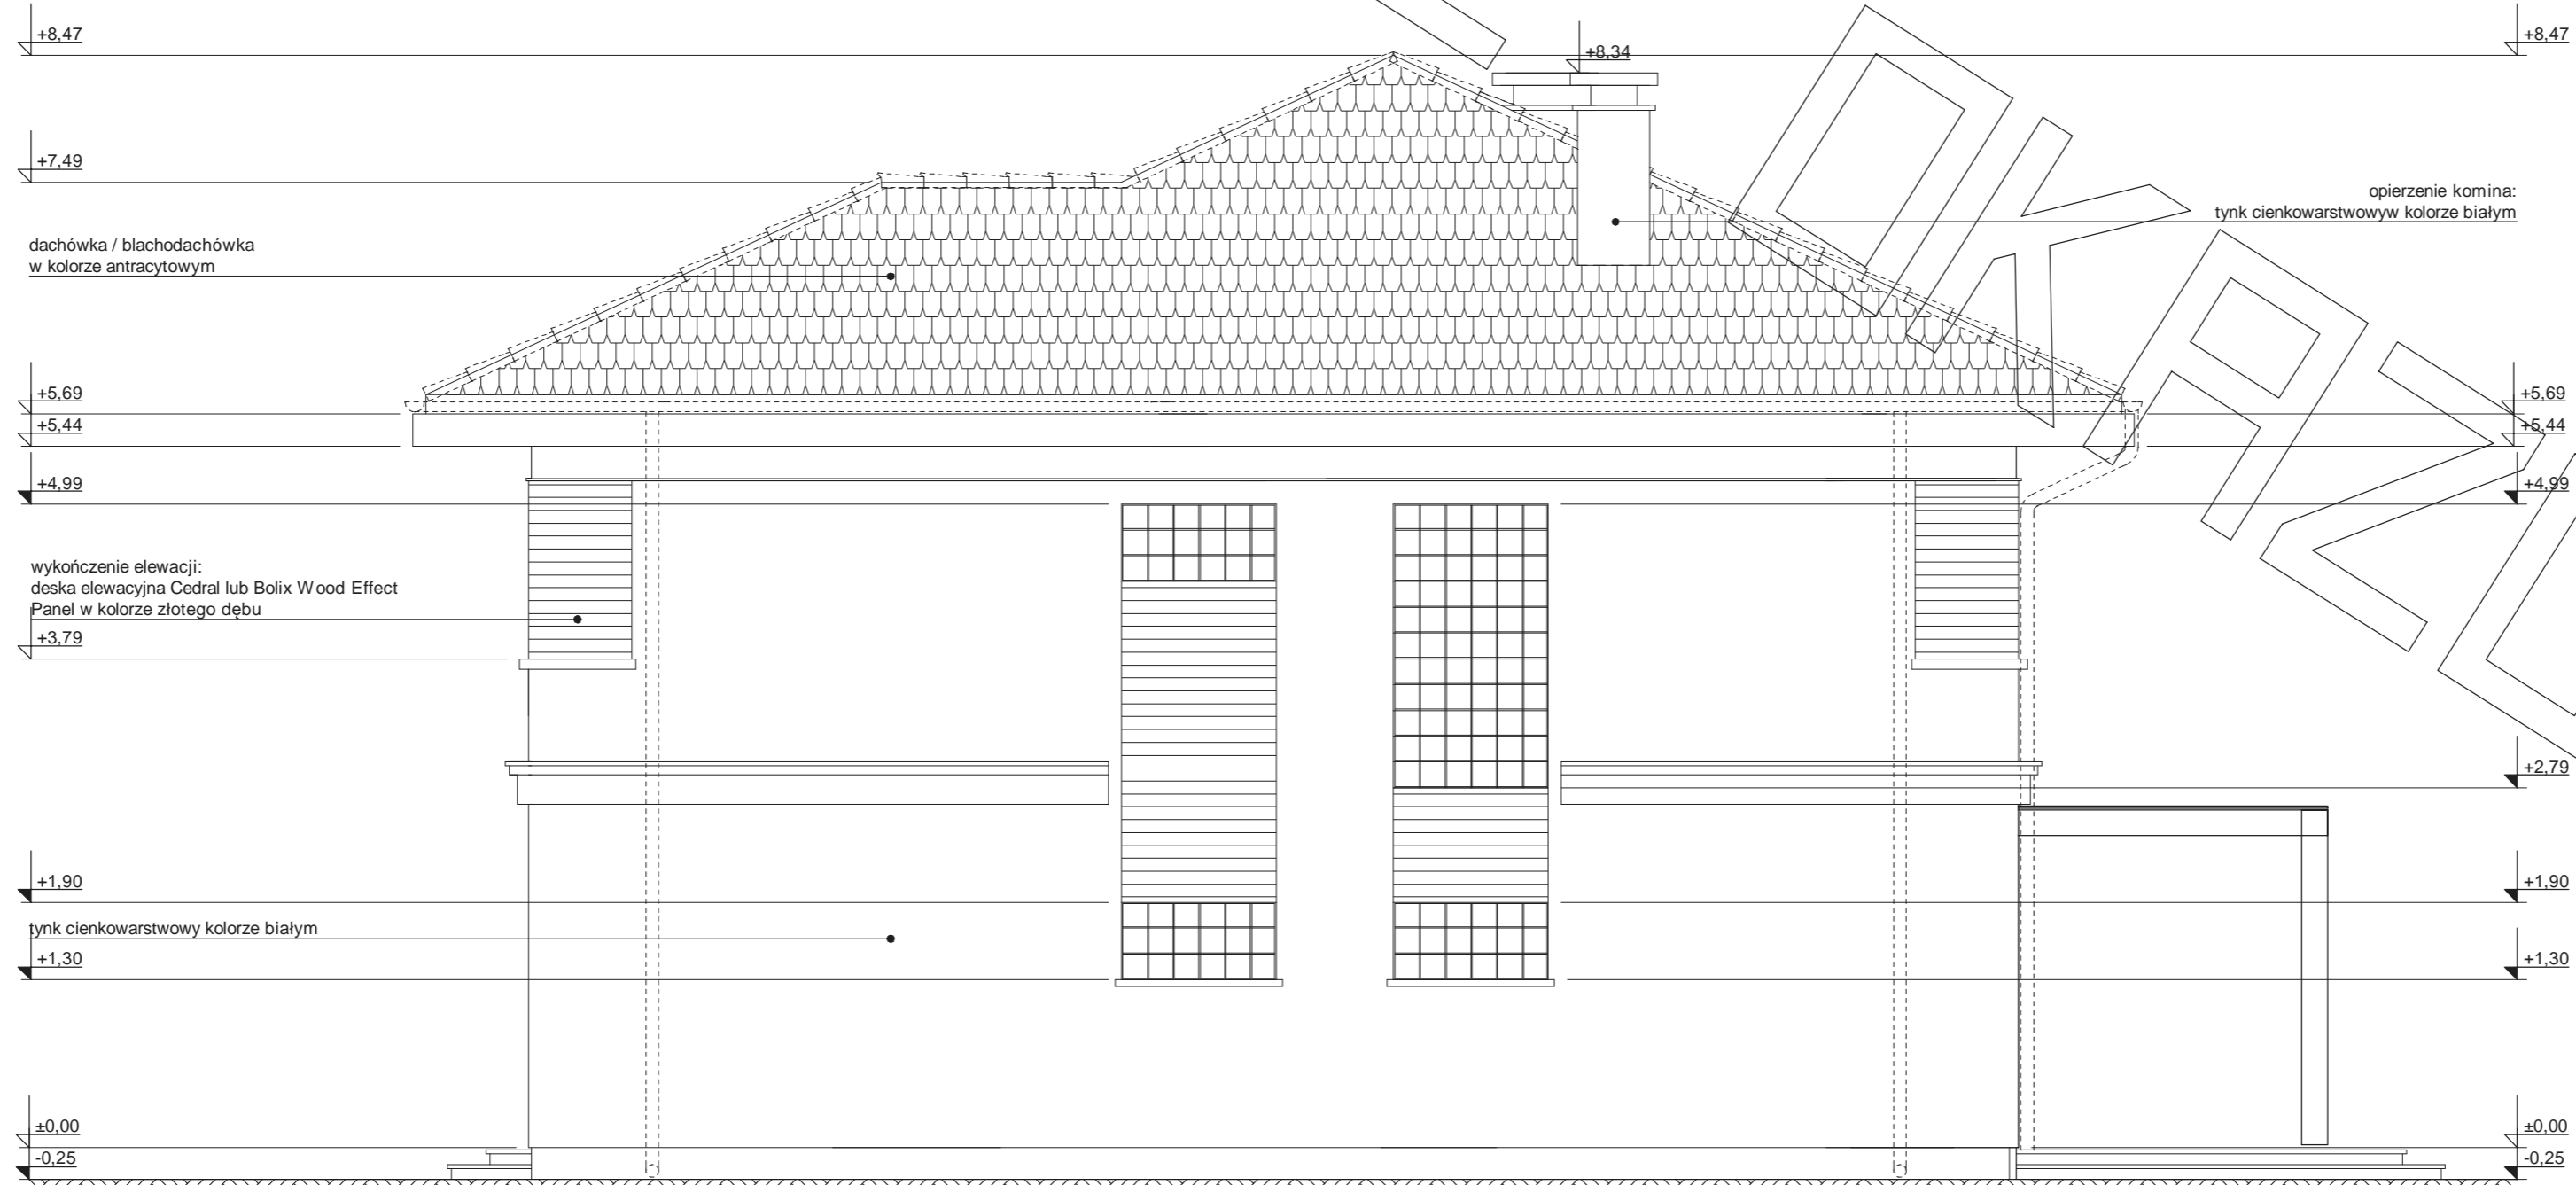 +8,47
+8,34
+8,47
+7,49
opierzenie komina:
tynk cienkowarstwowyw kolorze białym
dachówka / blachodachówka
w kolorze antracytowym
+5,69
+5,69
+5,44
+5,44
+4,99
+4,99
wykończenie elewacji:
deska elewacyjna Cedral lub Bolix Wood Effect
Panel w kolorze złotego dębu
+3,79
+2,79
+1,90
+1,90
tynk cienkowarstwowy kolorze białym
+1,30
+1,30
±0,00
±0,00
-0,25
-0,25